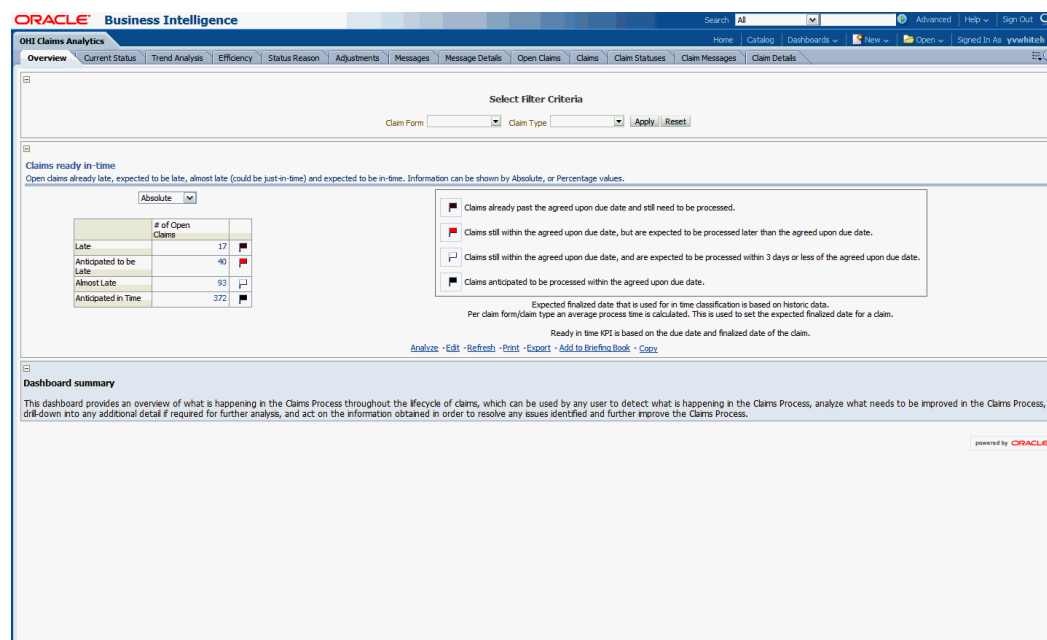 ORACLE Business Intelligence
Search All Advanced Help Sign Out
OHI Claims Analytics
Home Catalog Dashboards New Open Signed In As yvwhiteh
Overview Current Status Trend Analysis Efficiency Status Reason Adjustments Messages Message Details Open Claims Claims Claim Statuses Claim Messages Claim Details
Select Filter Criteria
Claim Form Claim Type Apply Reset
Claims ready in-time
Open claims already late, expected to be late, almost late (could be just-in-time) and expected to be in-time. Information can be shown by Absolute, or Percentage values.
Absolute
# of Open
Claims
Late 17
Anticipated to be
Late 40
Almost Late 93
Anticipated in Time 372
Claims already past the agreed upon due date and still need to be processed.
Claims still within the agreed upon due date, but are expected to be processed later than the agreed upon due date.
Claims still within the agreed upon due date, and are expected to be processed within 3 days or less of the agreed upon due date.
Claims anticipated to be processed within the agreed upon due date.
Expected finalized date that is used for in time classification is based on historic data.
Per claim form/claim type an average process time is calculated. This is used to set the expected finalized date for a claim.
Ready in time KPI is based on the due date and finalized date of the claim.
Analyze - Edit - Refresh - Print - Export - Add to Briefing Book - Copy
Dashboard summary
This dashboard provides an overview of what is happening in the Claims Process throughout the lifecycle of claims, which can be used by any user to detect what is happening in the Claims Process, analyze what needs to be improved in the Claims Process,
drill-down into any additional detail if required for further analysis, and act on the information obtained in order to resolve any issues identified and further improve the Claims Process.
powered by ORACLE